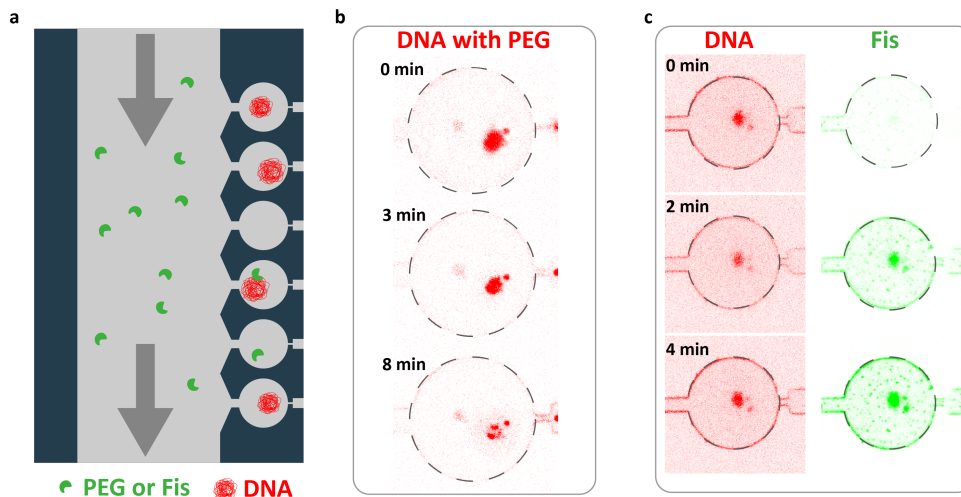 a
PEG or Fis
DNA
b
DNA with PEG
0 min
3 min
8 min
c
DNA
Fis
0 min
2 min
4 min